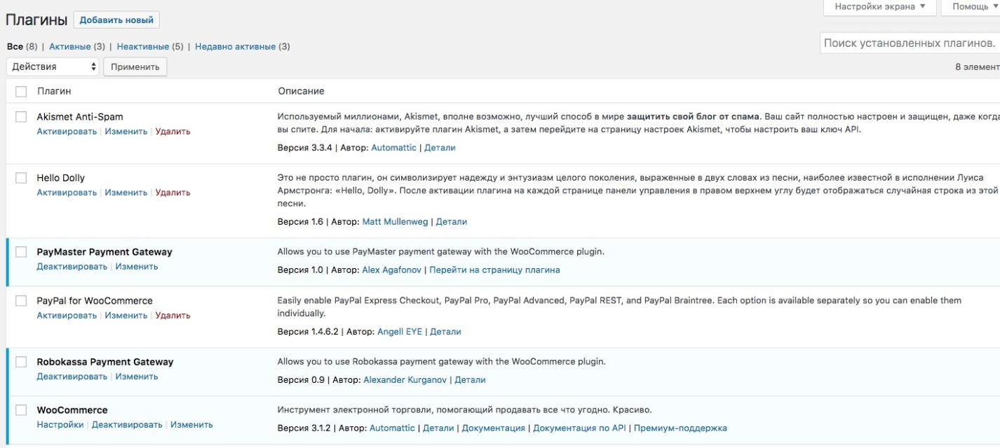 Настройки экрана ▼ Помощь ▼
Плагины Добавить новый
Все (8) | Активные (3) | Неактивные (5) | Недавно активные (3)
Поиск установленных плагинов.
Действия Применить
8 элемент
Плагин Описание
Akismet Anti-Spam
Активировать | Изменить | Удалить
Используемый миллионами, Akismet, вполне возможно, лучший способ в мире защитить свой блог от спама. Ваш сайт полностью настроен и защищен, даже когда
вы спите. Для начала: активируйте плагин Akismet, а затем перейдите на страницу настроек Akismet, чтобы настроить ваш ключ API.
Версия 3.3.4 | Автор: Automattic | Детали
Hello Dolly
Активировать | Изменить | Удалить
Это не просто плагин, он символизирует надежду и энтузиазм целого поколения, выраженные в двух словах из песни, наиболее известной в исполнении Луиса
Армстронга: «Hello, Dolly». После активации плагина на каждой странице панели управления в правом верхнем углу будет отображаться случайная строка из этой
песни.
Версия 1.6 | Автор: Matt Mullenweg | Детали
PayMaster Payment Gateway
Деактивировать | Изменить
Allows you to use PayMaster payment gateway with the WooCommerce plugin.
Версия 1.0 | Автор: Alex Agafonov | Перейти на страницу плагина
PayPal for WooCommerce
Активировать | Изменить | Удалить
Easily enable PayPal Express Checkout, PayPal Pro, PayPal Advanced, PayPal REST, and PayPal Braintree. Each option is available separately so you can enable them
individually.
Версия 1.4.6.2 | Автор: Angell EYE | Детали
Robokassa Payment Gateway
Деактивировать | Изменить
Allows you to use Robokassa payment gateway with the WooCommerce plugin.
Версия 0.9 | Автор: Alexander Kurganov | Детали
WooCommerce
Настройки | Деактивировать | Изменить
Инструмент электронной торговли, помогающий продавать все что угодно. Красиво.
Версия 3.1.2 | Автор: Automattic | Детали | Документация | Документация по API | Премиум-поддержка